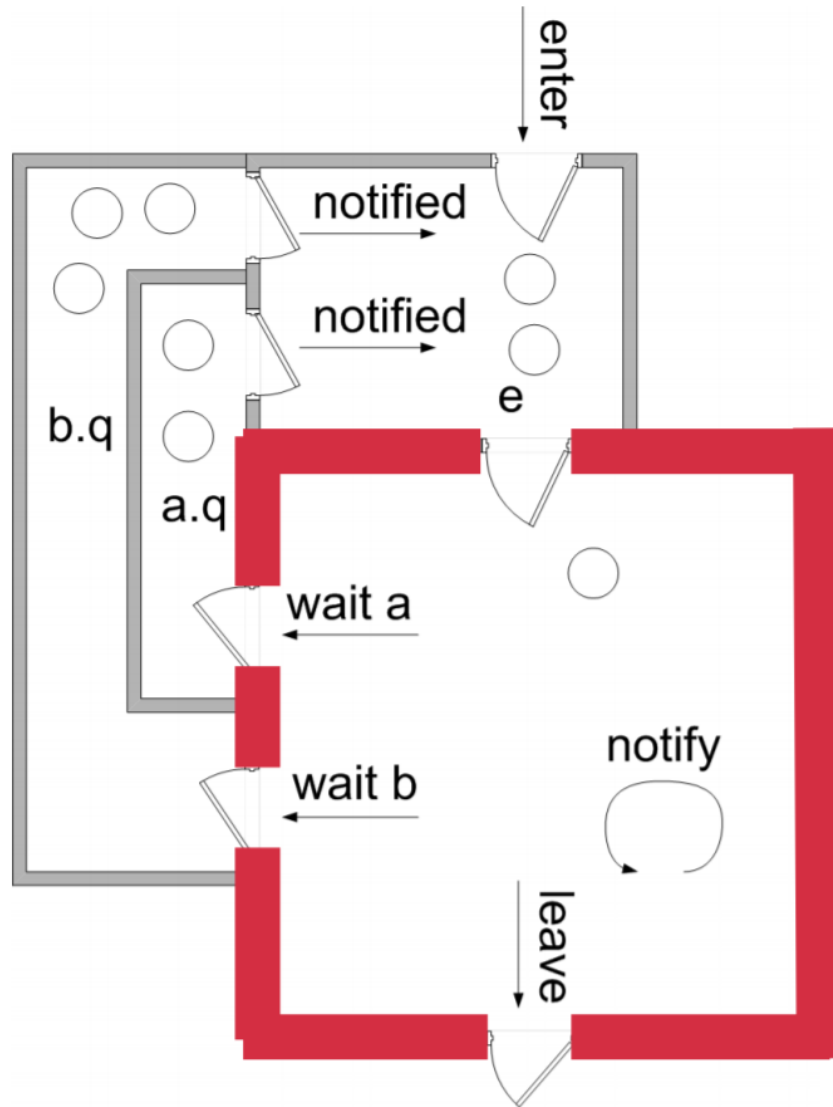 enter
notified
notified
e
b.q
a.q
wait a
notify
wait b
leave